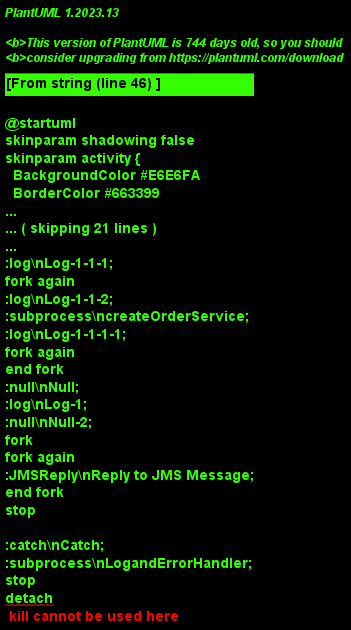 PlantUML 1.2023.13
<b>This version of PlantUML is 744 days old, so you should
<b>consider upgrading from https://plantuml.com/download
[From string (line 46) ]
@startuml
skinparam shadowing false
skinparam activity {
BackgroundColor #E6E6FA
BorderColor #663399
...
... ( skipping 21 lines )
...
:log\nLog-1-1-1;
fork again
:log\nLog-1-1-2;
:subprocess\ncreateOrderService;
:log\nLog-1-1-1-1;
fork again
end fork
:null\nNull;
:log\nLog-1;
:null\nNull-2;
fork
fork again
:JMSReply\nReply to JMS Message;
end fork
stop
:catch\nCatch;
:subprocess\nLogandErrorHandler;
stop
detach
kill cannot be used here